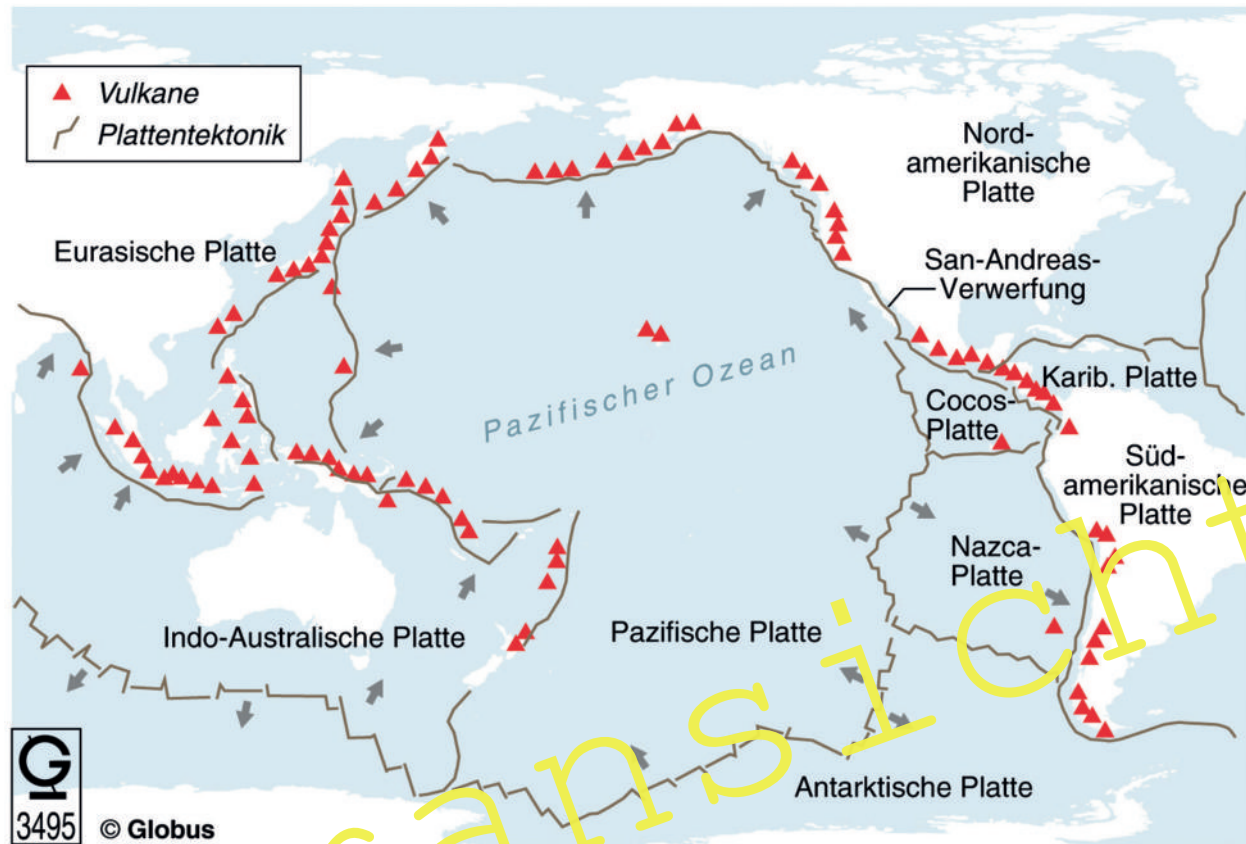 Vulkane
Plattentektonik
Nord-
amerikanische
Platte
Eurasische Platte
San-Andreas-
Verwerfung
Pazifischer Ozean
Karib. Platte
Cocos-
Platte
Süd-
amerikanische
Platte
Nazca-
Platte
Indo-Australische Platte
Pazifische Platte
Antarktische Platte
G
3495
© Globus
ansicht